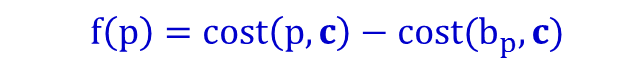 f(p) = cost(p, c) − cost(bₚ, c)